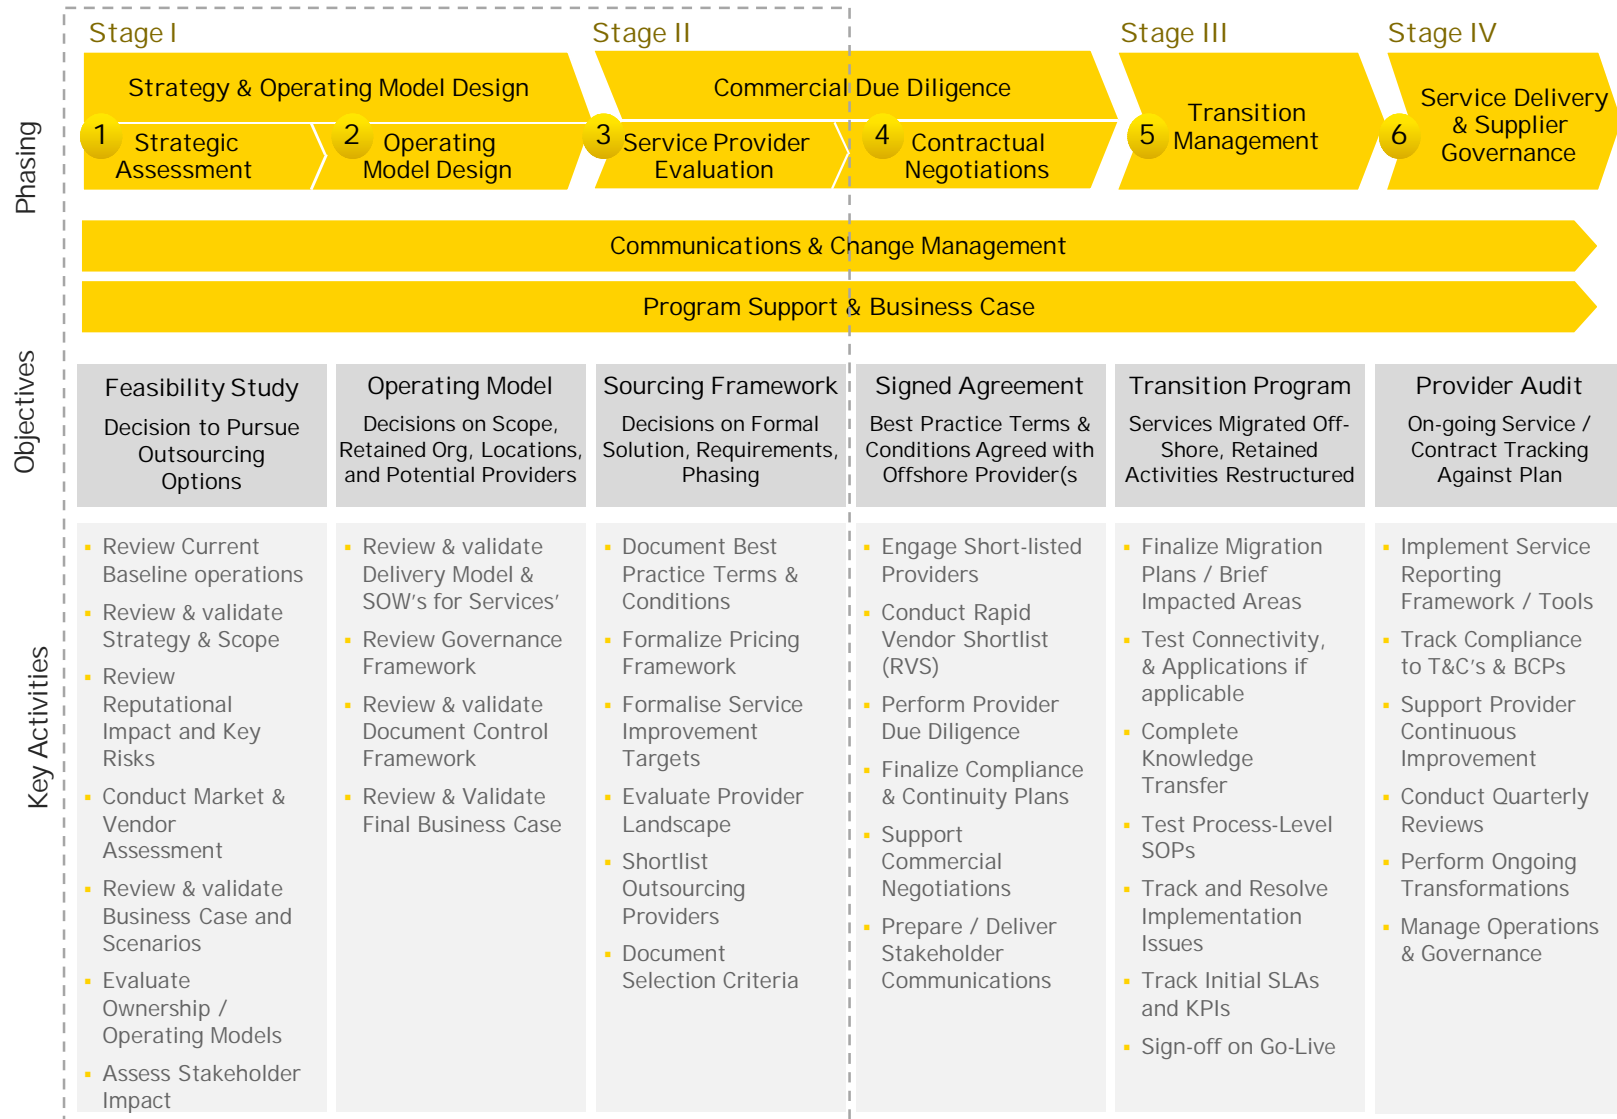 Stage I
Stage II
Stage III
Stage IV
Phasing
Strategy & Operating Model Design
Commercial Due Diligence
1
Strategic
Assessment
2
Operating
Model Design
3
Service Provider
Evaluation
4
Contractual
Negotiations
5
Transition
Management
6
Service Delivery
& Supplier
Governance
Communications & Change Management
Program Support & Business Case
Objectives
Feasibility Study
Decision to Pursue
Outsourcing
Options
Operating Model
Decisions on Scope,
Retained Org, Locations,
and Potential Providers
Sourcing Framework
Decisions on Formal
Solution, Requirements,
Phasing
Signed Agreement
Best Practice Terms &
Conditions Agreed with
Offshore Provider(s
Transition Program
Services Migrated Off-
Shore, Retained
Activities Restructured
Provider Audit
On-going Service /
Contract Tracking
Against Plan
Key Activities
▪ Review Current
Baseline operations
▪ Review & validate
Strategy & Scope
▪ Review
Reputational
Impact and Key
Risks
▪ Conduct Market &
Vendor
Assessment
▪ Review & validate
Business Case and
Scenarios
▪ Evaluate
Ownership /
Operating Models
▪ Assess Stakeholder
Impact
▪ Review & validate
Delivery Model &
SOW's for Services’
▪ Review Governance
Framework
▪ Review & validate
Document Control
Framework
▪ Review & Validate
Final Business Case
▪ Document Best
Practice Terms &
Conditions
▪ Formalize Pricing
Framework
▪ Formalise Service
Improvement
Targets
▪ Evaluate Provider
Landscape
▪ Shortlist
Outsourcing
Providers
▪ Document
Selection Criteria
▪ Engage Short-listed
Providers
▪ Conduct Rapid
Vendor Shortlist
(RVS)
▪ Perform Provider
Due Diligence
▪ Finalize Compliance
& Continuity Plans
▪ Support
Commercial
Negotiations
▪ Prepare / Deliver
Stakeholder
Communications
▪ Finalize Migration
Plans / Brief
Impacted Areas
▪ Test Connectivity,
& Applications if
applicable
▪ Complete
Knowledge
Transfer
▪ Test Process-Level
SOPs
▪ Track and Resolve
Implementation
Issues
▪ Track Initial SLAs
and KPIs
▪ Sign-off on Go-Live
▪ Implement Service
Reporting
Framework / Tools
▪ Track Compliance
to T&C's & BCPs
▪ Support Provider
Continuous
Improvement
▪ Conduct Quarterly
Reviews
▪ Perform Ongoing
Transformations
▪ Manage Operations
& Governance